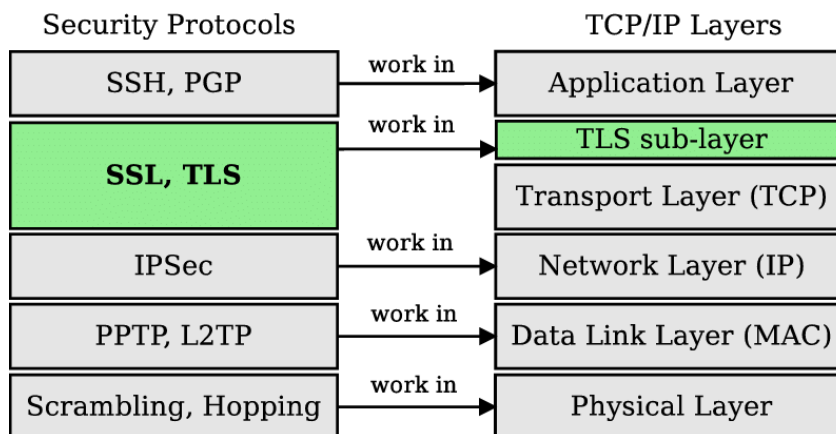 Security Protocols
TCP/IP Layers
SSH, PGP
work in
Application Layer
SSL, TLS
work in
TLS sub-layer
Transport Layer (TCP)
IPSec
work in
Network Layer (IP)
PPTP, L2TP
work in
Data Link Layer (MAC)
Scrambling, Hopping
work in
Physical Layer